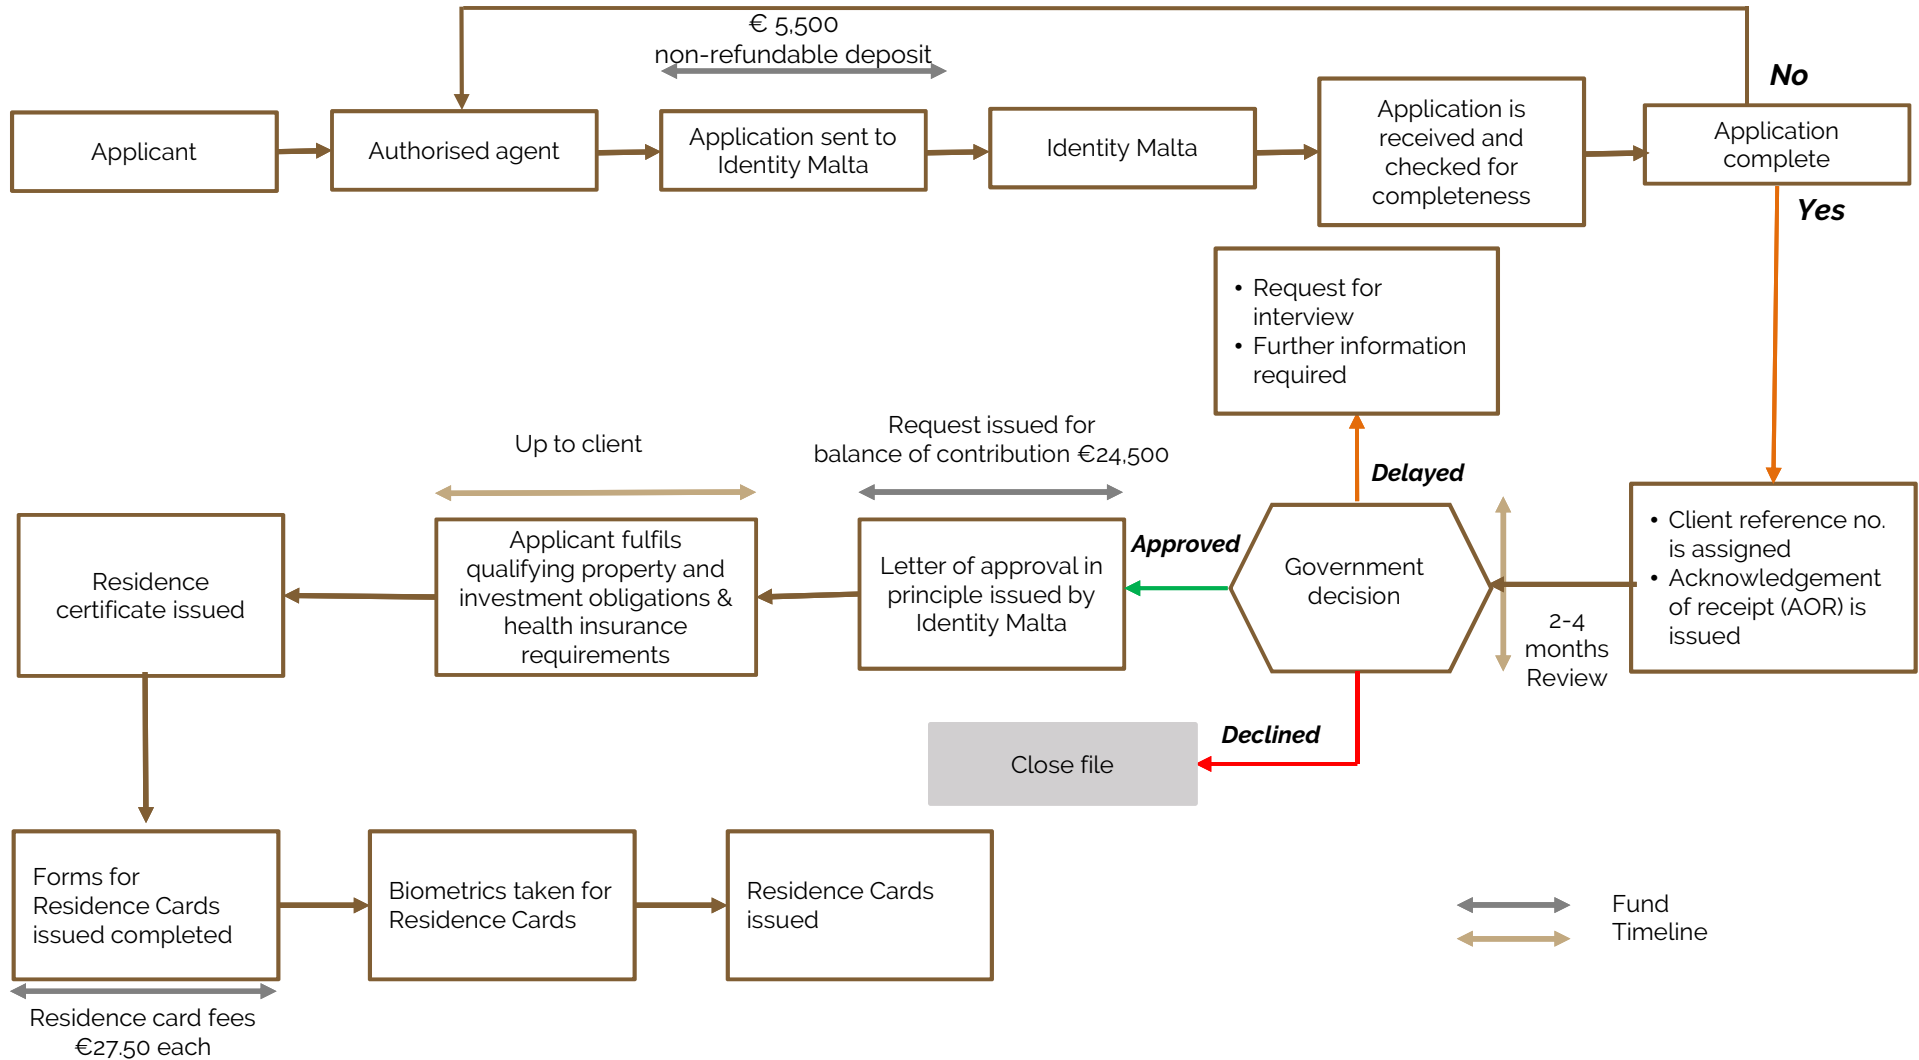 € 5,500
non-refundable deposit
No
Applicant
Authorised agent
Application sent to
Identity Malta
Identity Malta
Application is
received and
checked for
completeness
Application
complete
Yes
• Request for
interview
• Further information
required
Up to client
Request issued for
balance of contribution €24,500
Delayed
Residence
certificate issued
Applicant fulfils
qualifying property and
investment obligations &
health insurance
requirements
Letter of approval in
principle issued by
Identity Malta
Approved
Government
decision
2-4
months
Review
• Client reference no.
is assigned
• Acknowledgement
of receipt (AOR) is
issued
Declined
Close file
Forms for
Residence Cards
issued completed
Biometrics taken for
Residence Cards
Residence Cards
issued
Fund
Timeline
Residence card fees
€27.50 each